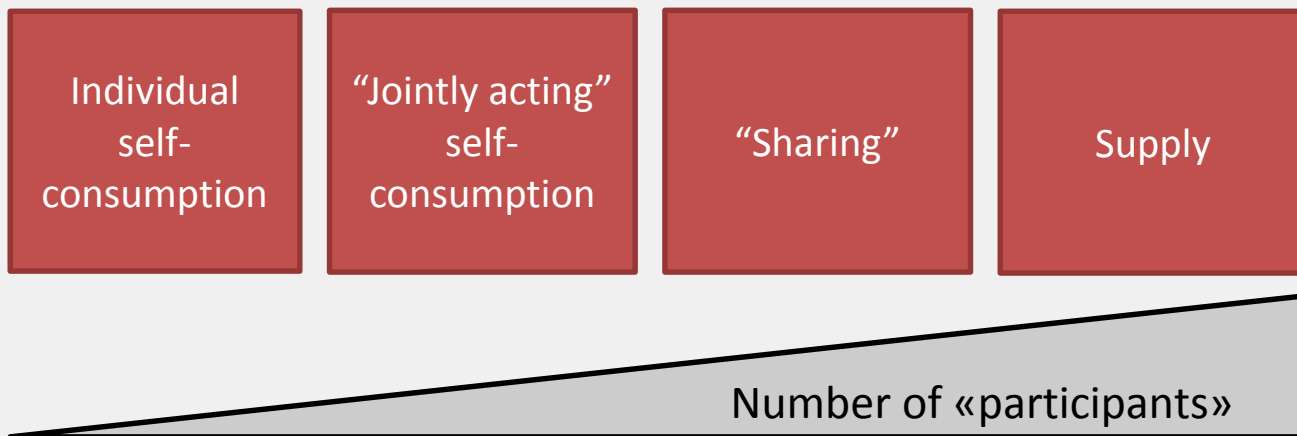 Individual
self-
consumption
“Jointly acting”
self-
consumption
“Sharing”
Supply
Number of «participants»